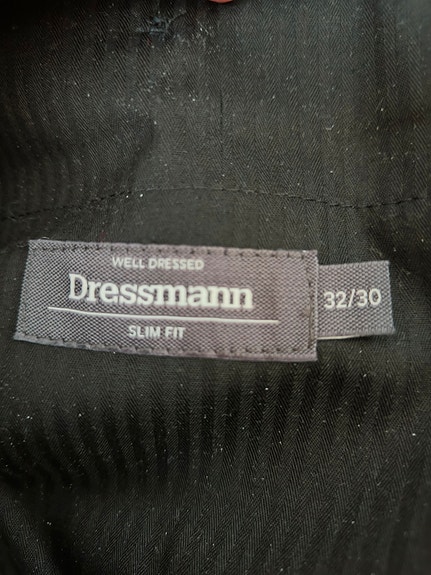 WELL DRESSED
Dressmann
SLIM FIT
32/30